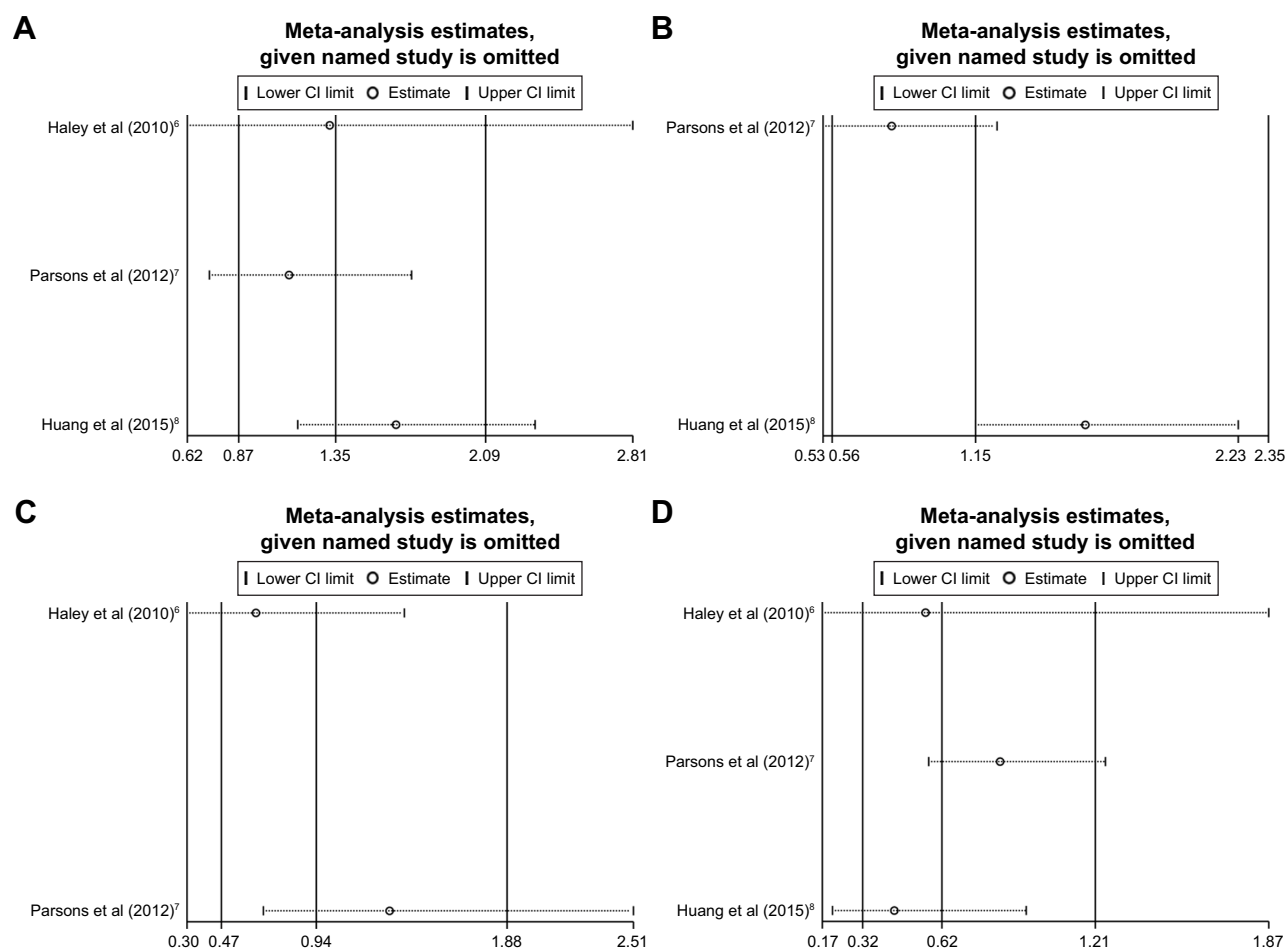 A
Meta-analysis estimates,
given named study is omitted
Lower CI limit Estimate Upper CI limit
Haley et al (2010)⁶
Parsons et al (2012)⁷
Huang et al (2015)⁸
0.62 0.87 1.35 2.09 2.81
B
Meta-analysis estimates,
given named study is omitted
Lower CI limit Estimate Upper CI limit
Parsons et al (2012)⁷
Huang et al (2015)⁸
0.53 0.56 1.15 2.23 2.35
C
Meta-analysis estimates,
given named study is omitted
Lower CI limit Estimate Upper CI limit
Haley et al (2010)⁶
Parsons et al (2012)⁷
0.30 0.47 0.94 1.88 2.51
D
Meta-analysis estimates,
given named study is omitted
Lower CI limit Estimate Upper CI limit
Haley et al (2010)⁶
Parsons et al (2012)⁷
Huang et al (2015)⁸
0.17 0.32 0.62 1.21 1.87